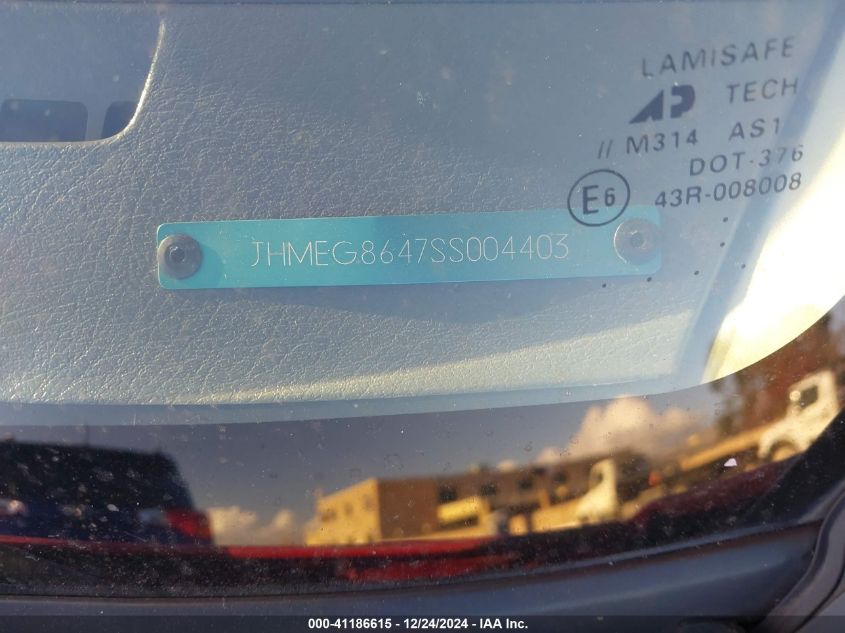 LAMISAFE
AP TECH
// M314 AS1
DOT-376
E6 43R-008008
JHMEG8647SS004403
000-41186615 - 12/24/2024 - IAA Inc.